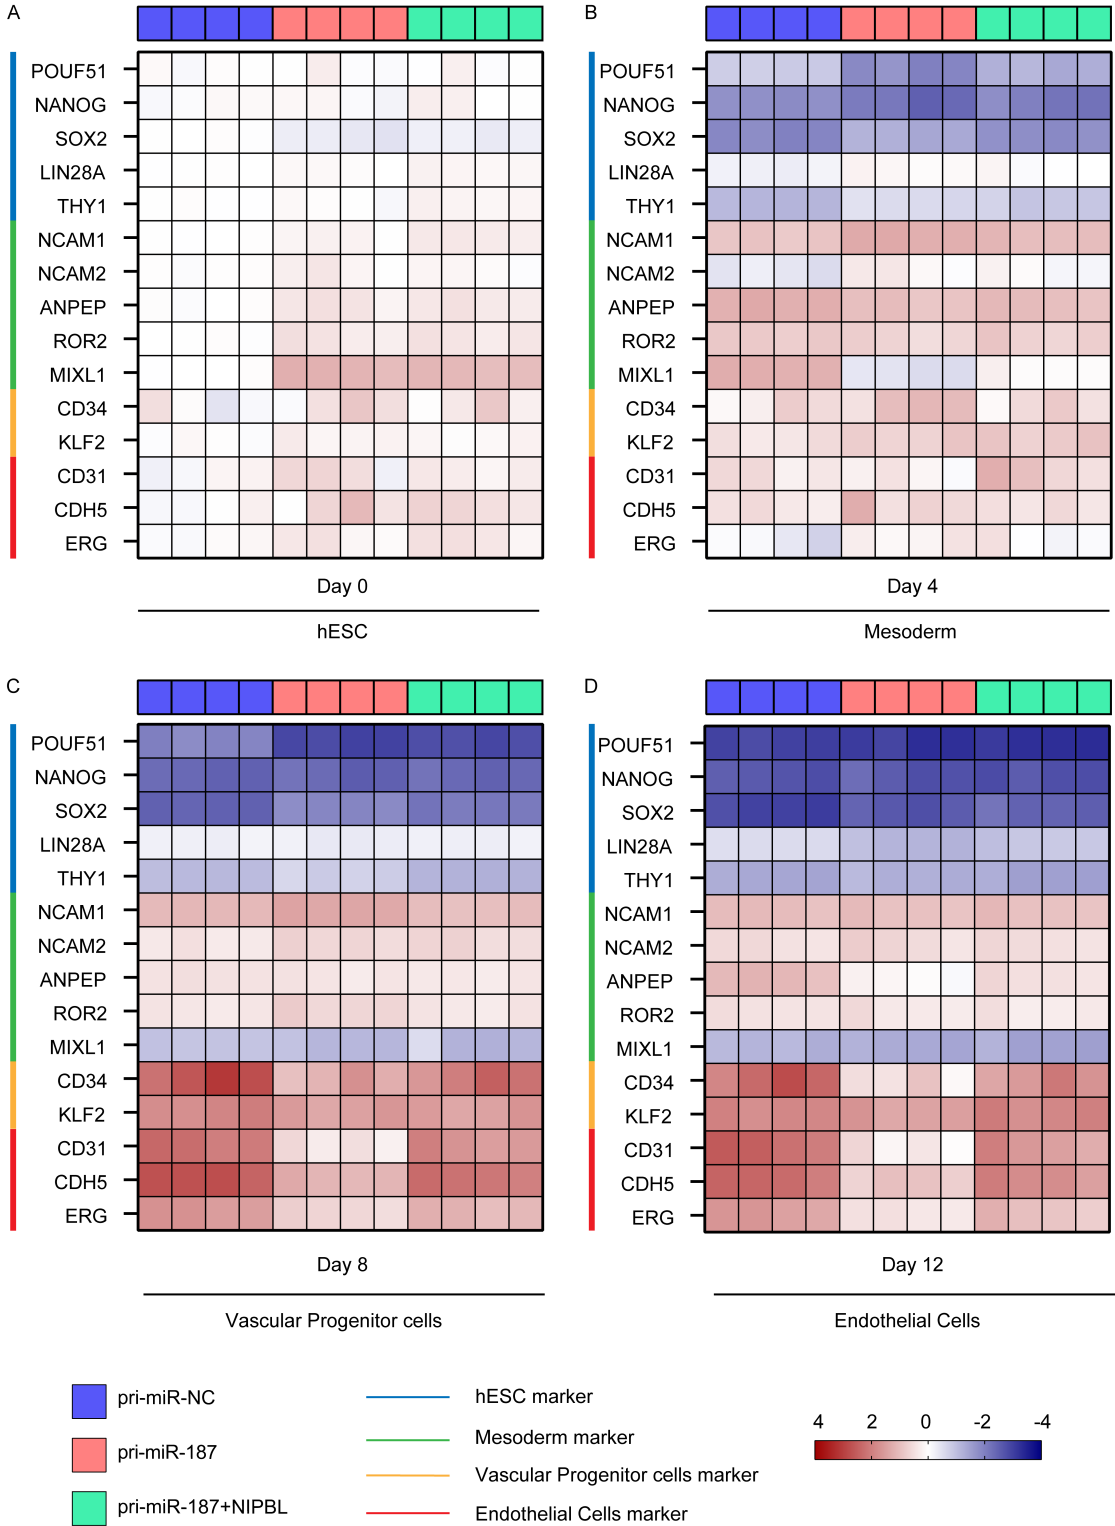 A
POUF51
NANOG
SOX2
LIN28A
THY1
NCAM1
NCAM2
ANPEP
ROR2
MIXL1
CD34
KLF2
CD31
CDH5
ERG
Day 0
hESC
B
POUF51
NANOG
SOX2
LIN28A
THY1
NCAM1
NCAM2
ANPEP
ROR2
MIXL1
CD34
KLF2
CD31
CDH5
ERG
Day 4
Mesoderm
C
POUF51
NANOG
SOX2
LIN28A
THY1
NCAM1
NCAM2
ANPEP
ROR2
MIXL1
CD34
KLF2
CD31
CDH5
ERG
Day 8
Vascular Progenitor cells
D
POUF51
NANOG
SOX2
LIN28A
THY1
NCAM1
NCAM2
ANPEP
ROR2
MIXL1
CD34
KLF2
CD31
CDH5
ERG
Day 12
Endothelial Cells
pri-miR-NC
pri-miR-187
pri-miR-187+NIPBL
hESC marker
Mesoderm marker
Vascular Progenitor cells marker
Endothelial Cells marker
4 2 0 -2 -4